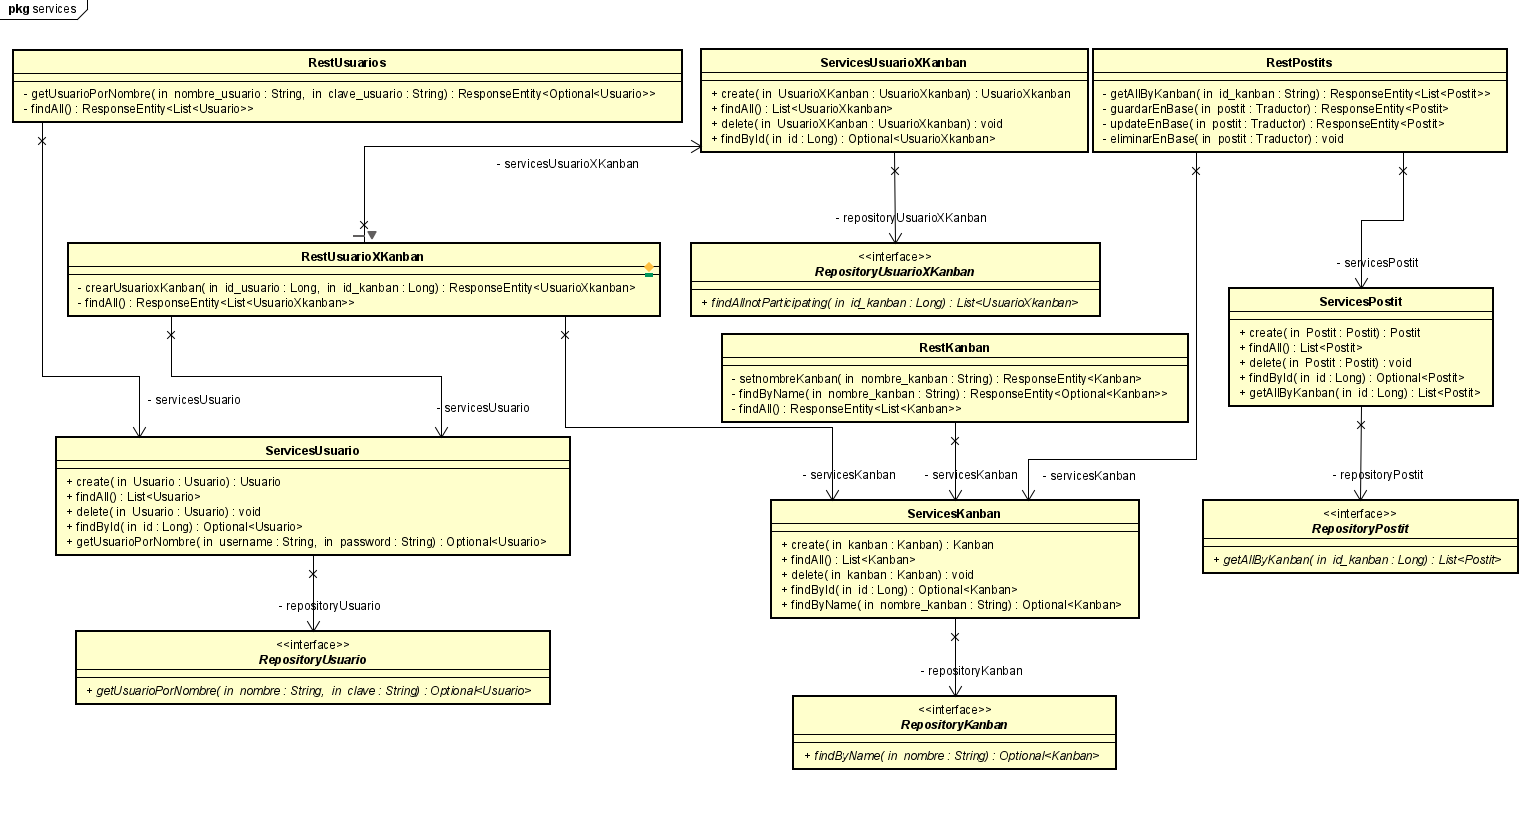 pkg services
RestUsuarios
- getUsuarioPorNombre( in nombre_usuario : String, in clave_usuario : String) : ResponseEntity<Optional<Usuario>>
- findAll() : ResponseEntity<List<Usuario>>
ServicesUsuarioXKanban
+ create( in UsuarioXKanban : UsuarioXkanban) : UsuarioXkanban
+ findAll() : List<UsuarioXkanban>
+ delete( in UsuarioXKanban : UsuarioXkanban) : void
+ findById( in id : Long) : Optional<UsuarioXkanban>
RestPostits
- getAllByKanban( in id_kanban : String) : ResponseEntity<List<Postit>>
- guardarEnBase( in postit : Traductor) : ResponseEntity<Postit>
- updateEnBase( in postit : Traductor) : ResponseEntity<Postit>
- eliminarEnBase( in postit : Traductor) : void
- servicesUsuarioXKanban
- repositoryUsuarioXKanban
RestUsuarioXKanban
- crearUsuarioxKanban( in id_usuario : Long, in id_kanban : Long) : ResponseEntity<UsuarioXkanban>
- findAll() : ResponseEntity<List<UsuarioXkanban>>
<<interface>>
RepositoryUsuarioXKanban
+ findAllnotParticipating( in id_kanban : Long) : List<UsuarioXkanban>
- servicesPostit
ServicesPostit
+ create( in Postit : Postit) : Postit
+ findAll() : List<Postit>
+ delete( in Postit : Postit) : void
+ findById( in id : Long) : Optional<Postit>
+ getAllByKanban( in id : Long) : List<Postit>
RestKanban
- setnombreKanban( in nombre_kanban : String) : ResponseEntity<Kanban>
- findByName( in nombre_kanban : String) : ResponseEntity<Optional<Kanban>>
- findAll() : ResponseEntity<List<Kanban>>
- servicesUsuario
- servicesUsuario
ServicesUsuario
+ create( in Usuario : Usuario) : Usuario
+ findAll() : List<Usuario>
+ delete( in Usuario : Usuario) : void
+ findById( in id : Long) : Optional<Usuario>
+ getUsuarioPorNombre( in username : String, in password : String) : Optional<Usuario>
- servicesKanban
- servicesKanban
- servicesKanban
- repositoryPostit
ServicesKanban
+ create( in kanban : Kanban) : Kanban
+ findAll() : List<Kanban>
+ delete( in kanban : Kanban) : void
+ findById( in id : Long) : Optional<Kanban>
+ findByName( in nombre_kanban : String) : Optional<Kanban>
<<interface>>
RepositoryPostit
+ getAllByKanban( in id_kanban : Long) : List<Postit>
- repositoryUsuario
<<interface>>
RepositoryUsuario
+ getUsuarioPorNombre( in nombre : String, in clave : String) : Optional<Usuario>
- repositoryKanban
<<interface>>
RepositoryKanban
+ findByName( in nombre : String) : Optional<Kanban>